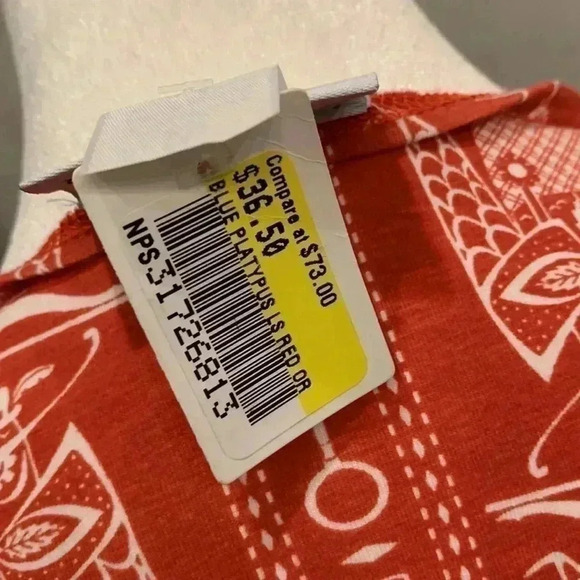 Compare at $73.00
$36.50
BLUE PLATYPUS LS RED OR
NPS31726813